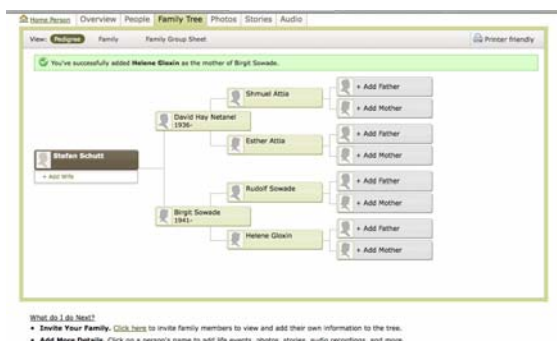 Home Person Overview People Family Tree Photos Stories Audio
View: Pedigree Family Family Group Sheet Printer friendly
You've successfully added Helene Gloxin as the mother of Birgit Sowade.
+ Add Father
Shmuel Attia
+ Add Mother
David Hay Netanel
1936-
+ Add Father
Esther Attia
+ Add Mother
Stefan Schutt
+ Add Wife
+ Add Father
Rudolf Sowade
+ Add Mother
Birgit Sowade
1941-
+ Add Father
Helene Gloxin
+ Add Mother
What do I do Next?
• Invite Your Family. Click here to invite family members to view and add their own information to the tree.
• Add More Details. Click on a person's name to add life events, photos, stories, audio recordings, and more.